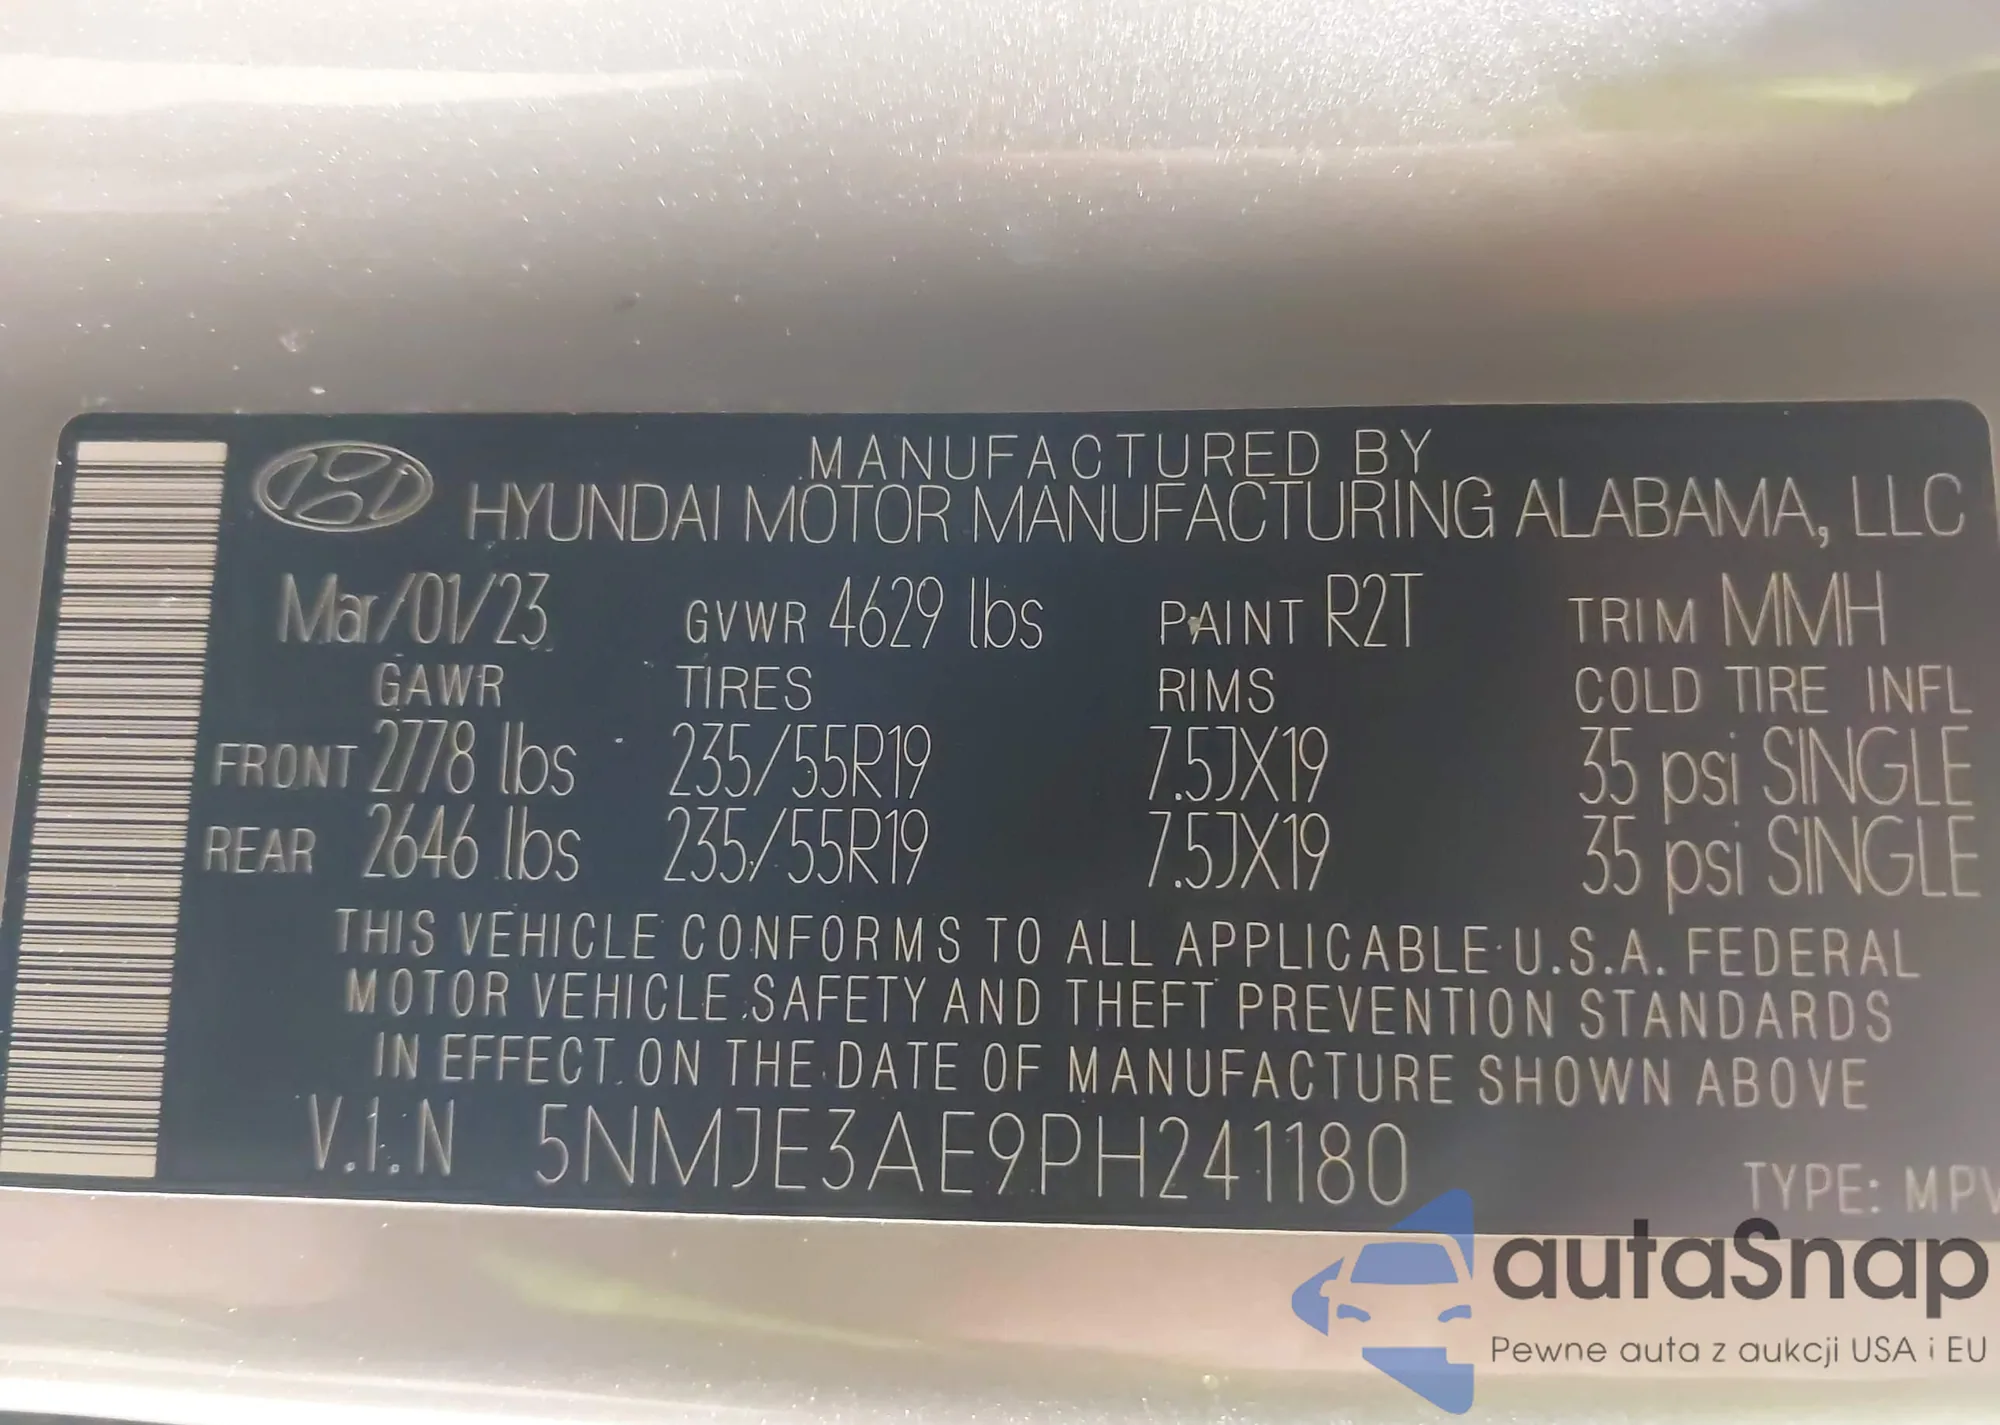 MANUFACTURED BY
HYUNDAI MOTOR MANUFACTURING ALABAMA, LLC
Mar/01/23 GVWR 4629 lbs PAINT R2T TRIM MMH
GAWR TIRES RIMS COLD TIRE INFL
FRONT 2778 lbs 235/55R19 7.5JX19 35 psi SINGLE
REAR 2646 lbs 235/55R19 7.5JX19 35 psi SINGLE
THIS VEHICLE CONFORMS TO ALL APPLICABLE U.S.A. FEDERAL
MOTOR VEHICLE SAFETY AND THEFT PREVENTION STANDARDS
IN EFFECT ON THE DATE OF MANUFACTURE SHOWN ABOVE
V.I.N 5NMJE3AE9PH241180
TYPE: MPV
autaSnap
Pewne auta z aukcji USA i EU